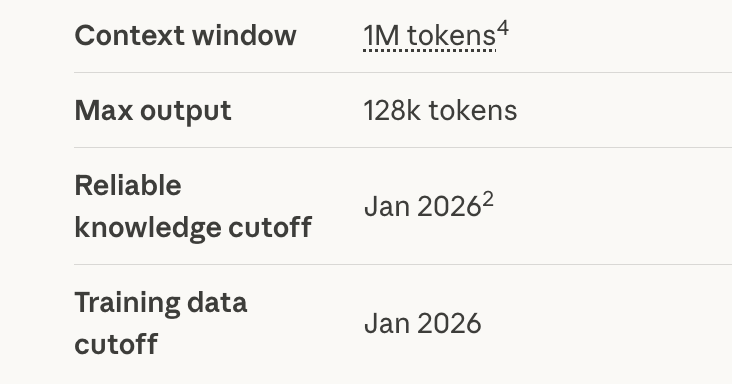 Context window 1M tokens⁴
Max output 128k tokens
Reliable
knowledge cutoff
Jan 2026²
Training data
cutoff
Jan 2026